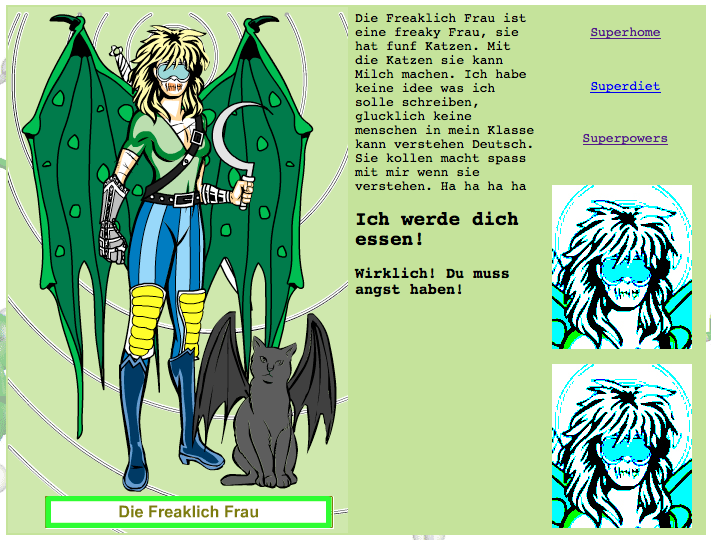 Die Freaklich Frau ist
eine freaky Frau, sie
hat funf Katzen. Mit
die Katzen sie kann
Milch machen. Ich habe
keine idee was ich
solle schreiben,
glucklich keine
menschen in mein Klasse
kann verstehen Deutsch.
Sie kollen macht spass
mit mir wenn sie
verstehen. Ha ha ha ha
Ich werde dich
essen!
Wirklich! Du muss
angst haben!
Superhome
Superdiet
Superpowers
Die Freaklich Frau